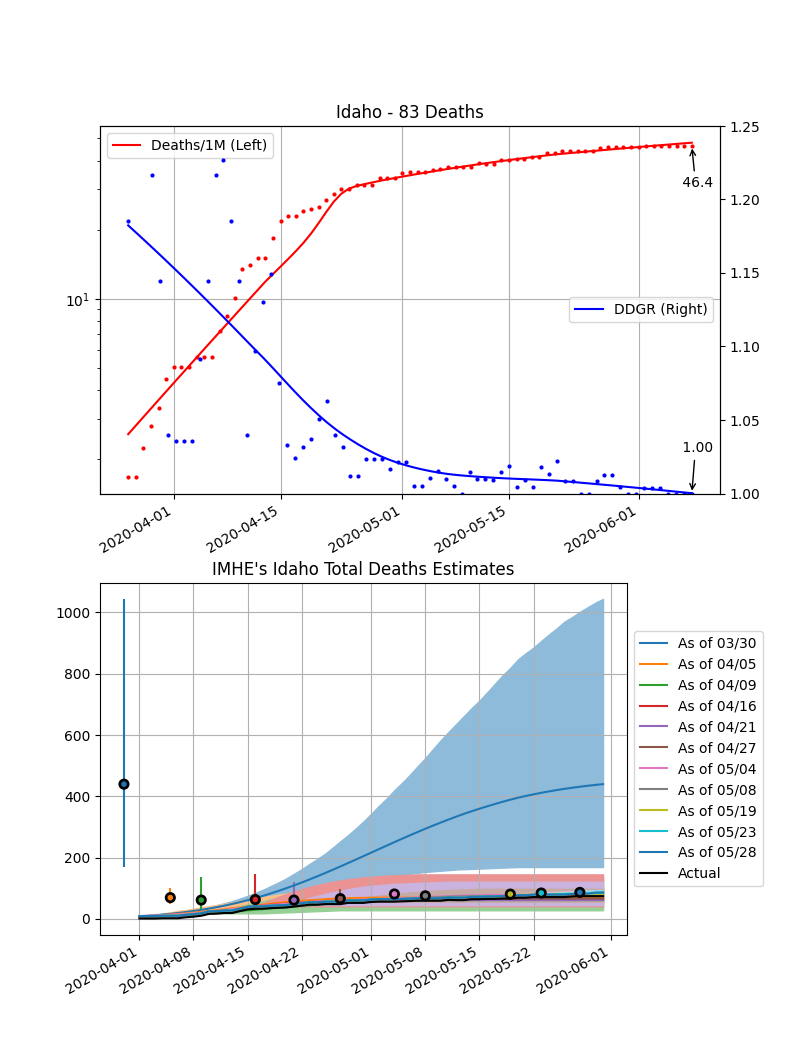 Idaho - 83 Deaths
Deaths/1M (Left)
DDGR (Right)
46.4
1.00
10^1
1.25
1.20
1.15
1.10
1.05
1.00
2020-04-01
2020-04-15
2020-05-01
2020-05-15
2020-06-01
IMHE's Idaho Total Deaths Estimates
1000
800
600
400
200
0
2020-04-01
2020-04-08
2020-04-15
2020-04-22
2020-05-01
2020-05-08
2020-05-15
2020-05-22
2020-06-01
As of 03/30
As of 04/05
As of 04/09
As of 04/16
As of 04/21
As of 04/27
As of 05/04
As of 05/08
As of 05/19
As of 05/23
As of 05/28
Actual